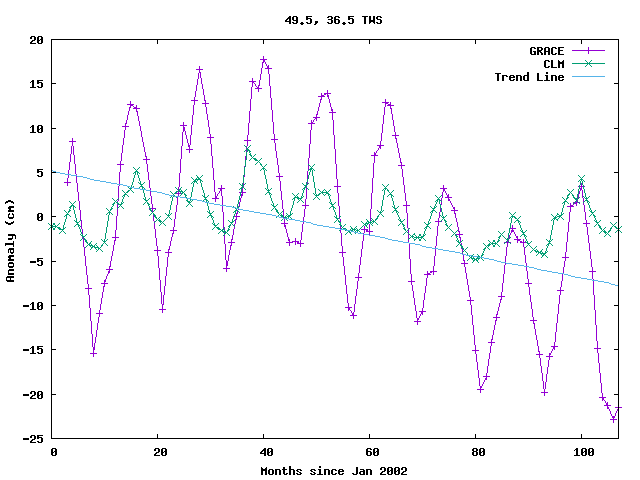 49.5, 36.5 TWS
GRACE
CLM
Trend Line
20
15
10
5
0
-5
-10
-15
-20
-25
Anomaly (cm)
0 20 40 60 80 100
Months since Jan 2002